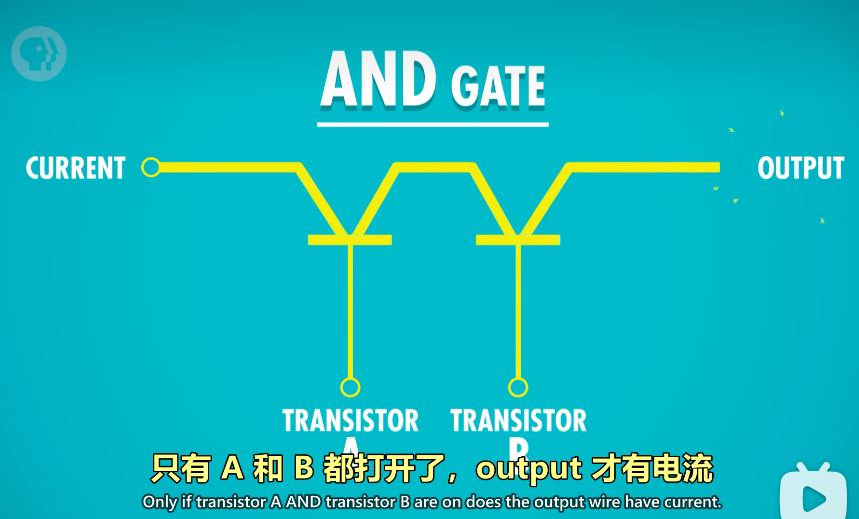 AND GATE
CURRENT
OUTPUT
TRANSISTOR A
TRANSISTOR B
只有 A 和 B 都打开了，output 才有电流
Only if transistor A AND transistor B are on does the output wire have current.